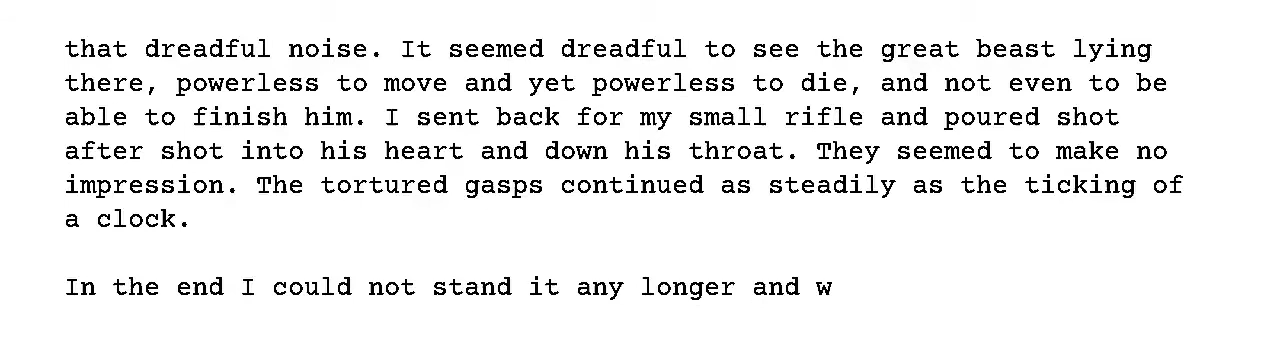 that dreadful noise. It seemed dreadful to see the great beast lying
there, powerless to move and yet powerless to die, and not even to be
able to finish him. I sent back for my small rifle and poured shot
after shot into his heart and down his throat. They seemed to make no
impression. The tortured gasps continued as steadily as the ticking of
a clock.
In the end I could not stand it any longer and w